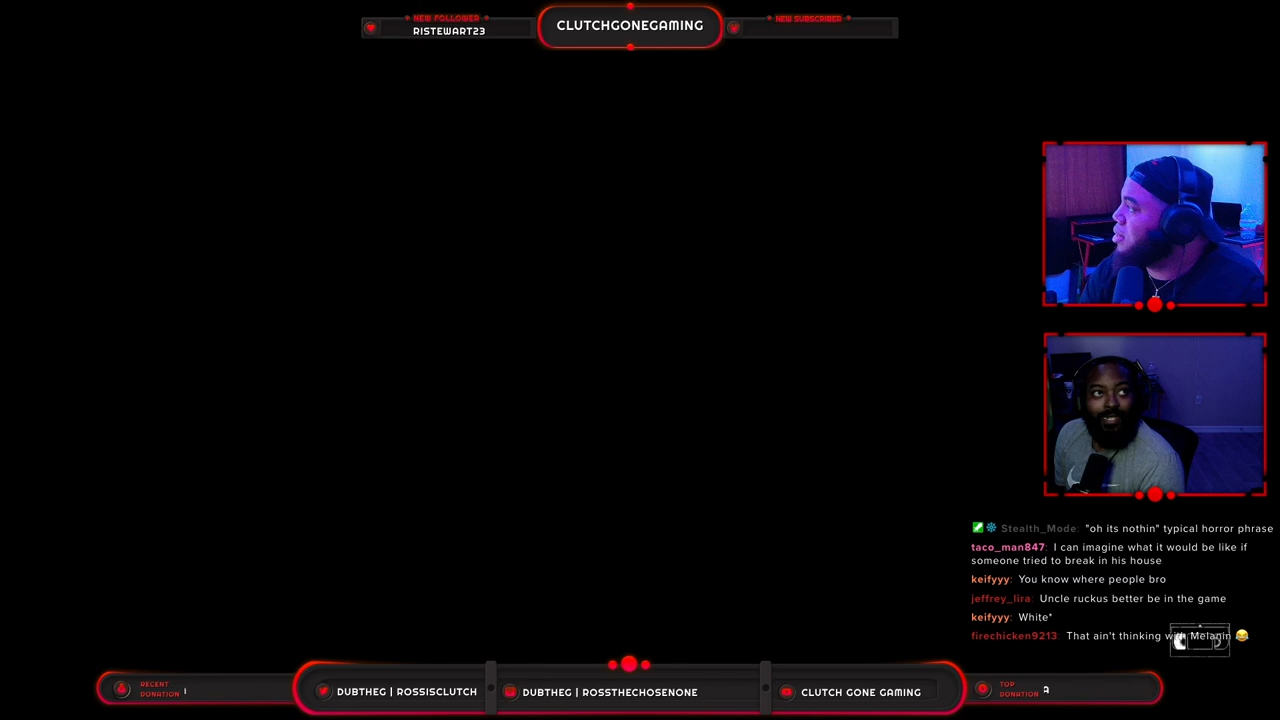 NEW FOLLOWER
RISTEWART23
CLUTCHGONEGAMING
NEW SUBSCRIBER
Stealth_Mode: "oh its nothin" typical horror phrase
taco_man847: I can imagine what it would be like if
someone tried to break in his house
keifyyy: You know where people bro
jeffrey_lira: Uncle ruckus better be in the game
keifyyy: White*
firechicken9213: That ain't thinking with Melanin 😂
RECENT
DONATION
DUBTHEG | ROSSISCLUTCH
DUBTHEG | ROSSTHECHOSENONE
CLUTCH GONE GAMING
TOP
DONATION